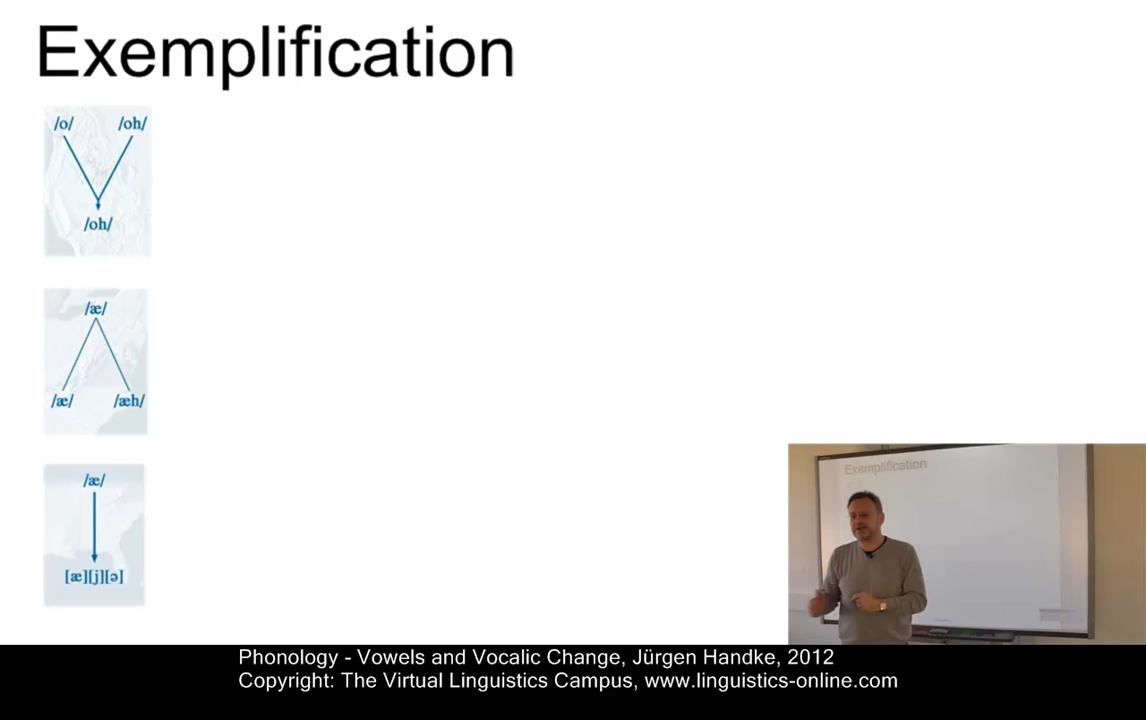 Exemplification
/o/ /oh/
/oh/
/æ/
/æ/ /æh/
/æ/
[æ][j][ə]
Exemplification
Phonology - Vowels and Vocalic Change, Jürgen Handke, 2012
Copyright: The Virtual Linguistics Campus, www.linguistics-online.com